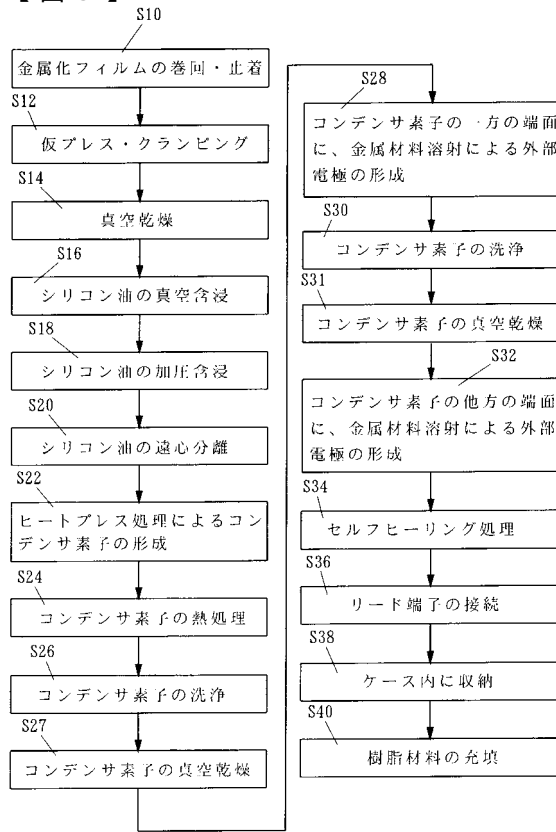 S10
金属化フィルムの巻回・止着
S12
仮プレス・クランピング
S14
真空乾燥
S16
シリコン油の真空含浸
S18
シリコン油の加圧含浸
S20
シリコン油の遠心分離
S22
ヒートプレス処理によるコン
デンサ素子の形成
S24
コンデンサ素子の熱処理
S26
コンデンサ素子の洗浄
S27
コンデンサ素子の真空乾燥
S28
コンデンサ素子の一方の端面
に、金属材料溶射による外部
電極の形成
S30
コンデンサ素子の洗浄
S31
コンデンサ素子の真空乾燥
S32
コンデンサ素子の他方の端面
に、金属材料溶射による外部
電極の形成
S34
セルフヒーリング処理
S36
リード端子の接続
S38
ケース内に収納
S40
樹脂材料の充填